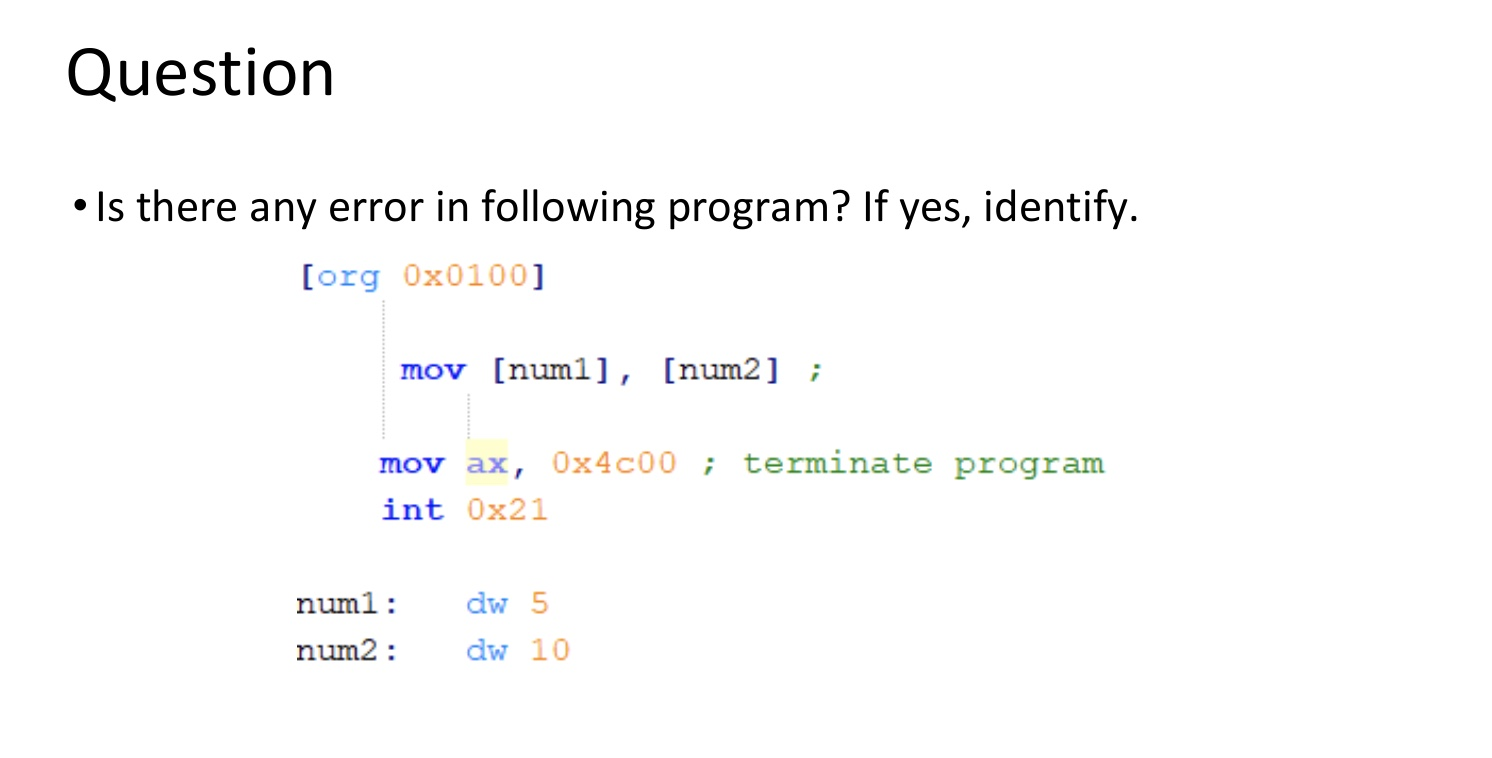 Question
• Is there any error in following program? If yes, identify.
[org 0x0100]
mov [num1], [num2] ;
mov ax, 0x4c00 ; terminate program
int 0x21
num1: dw 5
num2: dw 10